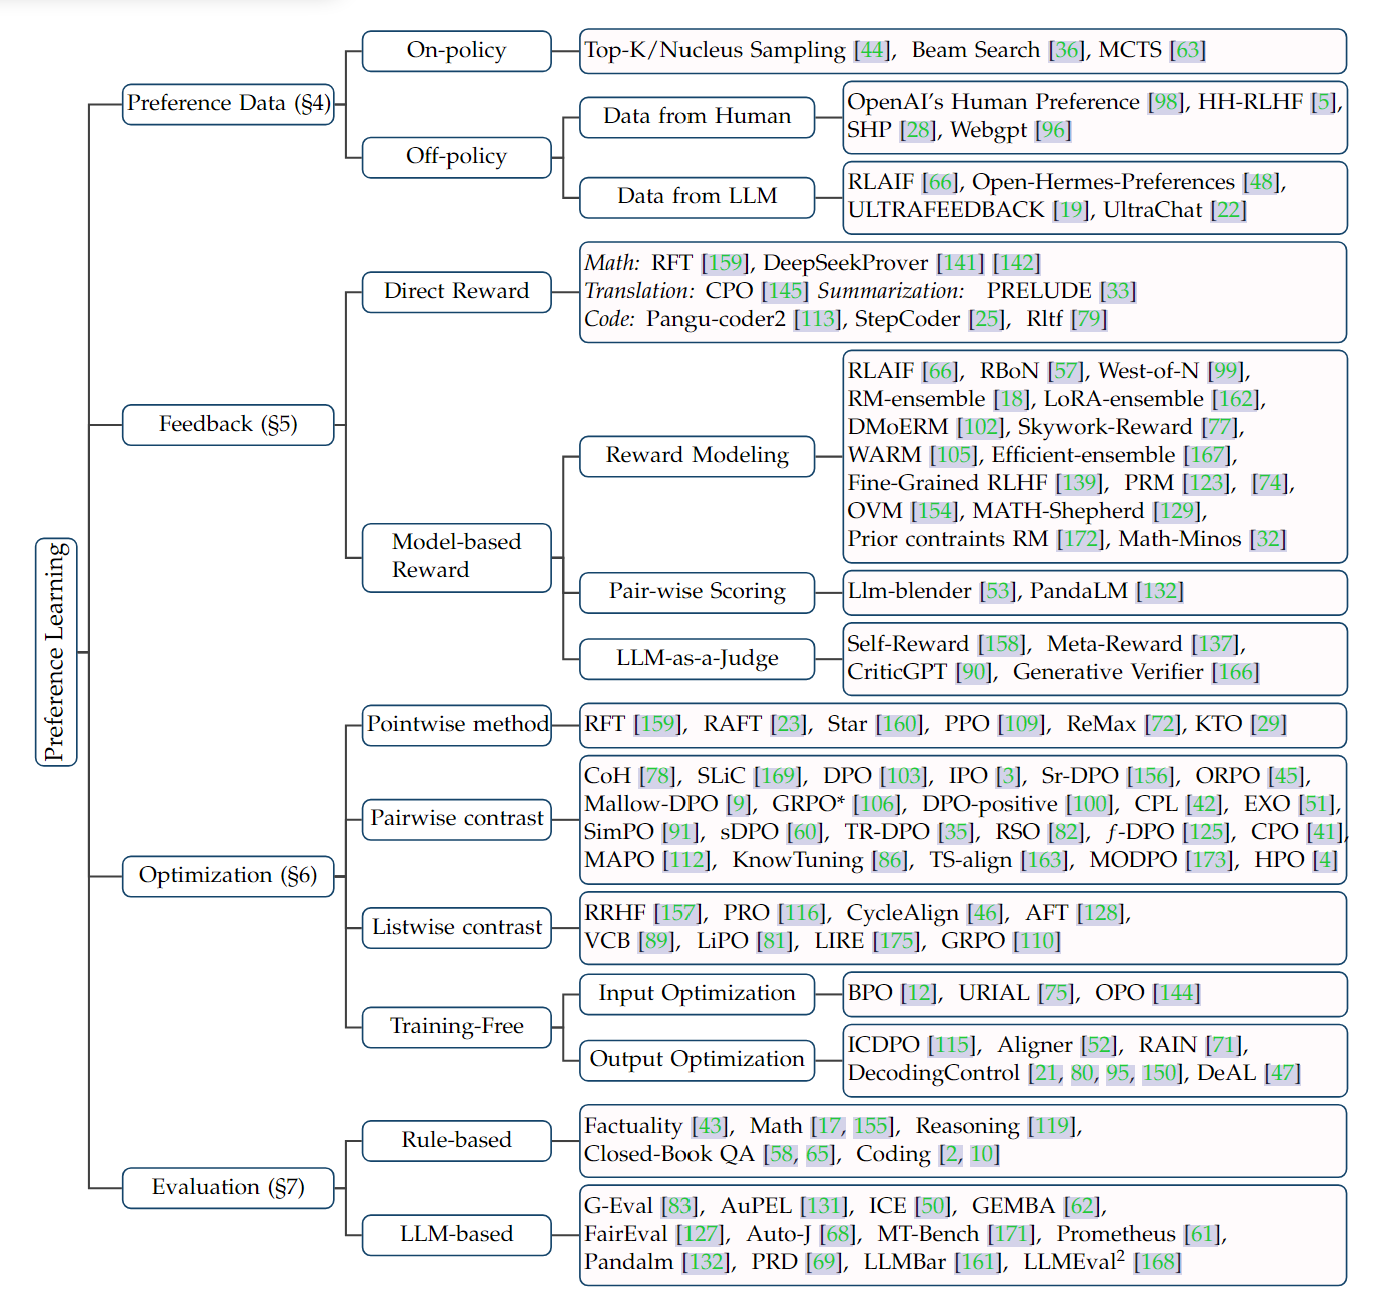 Preference Learning
Preference Data (§4)
On-policy
Top-K/Nucleus Sampling [44], Beam Search [36], MCTS [63]
Off-policy
Data from Human
OpenAI's Human Preference [98], HH-RLHF [5],
SHP [28], Webgpt [96]
Data from LLM
RLAIF [66], Open-Hermes-Preferences [48],
ULTRAFEEDBACK [19], UltraChat [22]
Feedback (§5)
Direct Reward
Math: RFT [159], DeepSeekProver [141] [142]
Translation: CPO [145] Summarization: PRELUDE [33]
Code: Pangu-coder2 [113], StepCoder [25], Rltf [79]
Model-based
Reward
Reward Modeling
RLAIF [66], RBoN [57], West-of-N [99],
RM-ensemble [18], LoRA-ensemble [162],
DMoERM [102], Skywork-Reward [77],
WARM [105], Efficient-ensemble [167],
Fine-Grained RLHF [139], PRM [123], [74],
OVM [154], MATH-Shepherd [129],
Prior contraints RM [172], Math-Minos [32]
Pair-wise Scoring
Llm-blender [53], PandaLM [132]
LLM-as-a-Judge
Self-Reward [158], Meta-Reward [137],
CriticGPT [90], Generative Verifier [166]
Optimization (§6)
Pointwise method
RFT [159], RAFT [23], Star [160], PPO [109], ReMax [72], KTO [29]
Pairwise contrast
CoH [78], SLiC [169], DPO [103], IPO [3], Sr-DPO [156], ORPO [45],
Mallow-DPO [9], GRPO* [106], DPO-positive [100], CPL [42], EXO [51],
SimPO [91], sDPO [60], TR-DPO [35], RSO [82], f-DPO [125], CPO [41],
MAPO [112], KnowTuning [86], TS-align [163], MODPO [173], HPO [4]
Listwise contrast
RRHF [157], PRO [116], CycleAlign [46], AFT [128],
VCB [89], LiPO [81], LIRE [175], GRPO [110]
Training-Free
Input Optimization
BPO [12], URIAL [75], OPO [144]
Output Optimization
ICDPO [115], Aligner [52], RAIN [71],
DecodingControl [21, 80, 95, 150], DeAL [47]
Evaluation (§7)
Rule-based
Factuality [43], Math [17, 155], Reasoning [119],
Closed-Book QA [58, 65], Coding [2, 10]
LLM-based
G-Eval [83], AuPEL [131], ICE [50], GEMBA [62],
FairEval [127], Auto-J [68], MT-Bench [171], Prometheus [61],
Pandalm [132], PRD [69], LLMBar [161], LLMEval² [168]